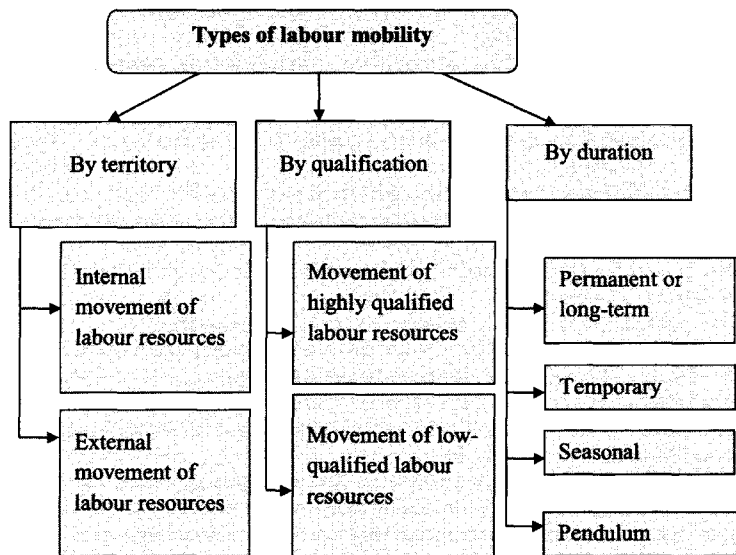 Types of labour mobility
By territory
Internal
movement of
labour resources
External
movement of
labour resources
By qualification
Movement of
highly qualified
labour resources
Movement of low-
qualified labour
resources
By duration
Permanent or
long-term
Temporary
Seasonal
Pendulum